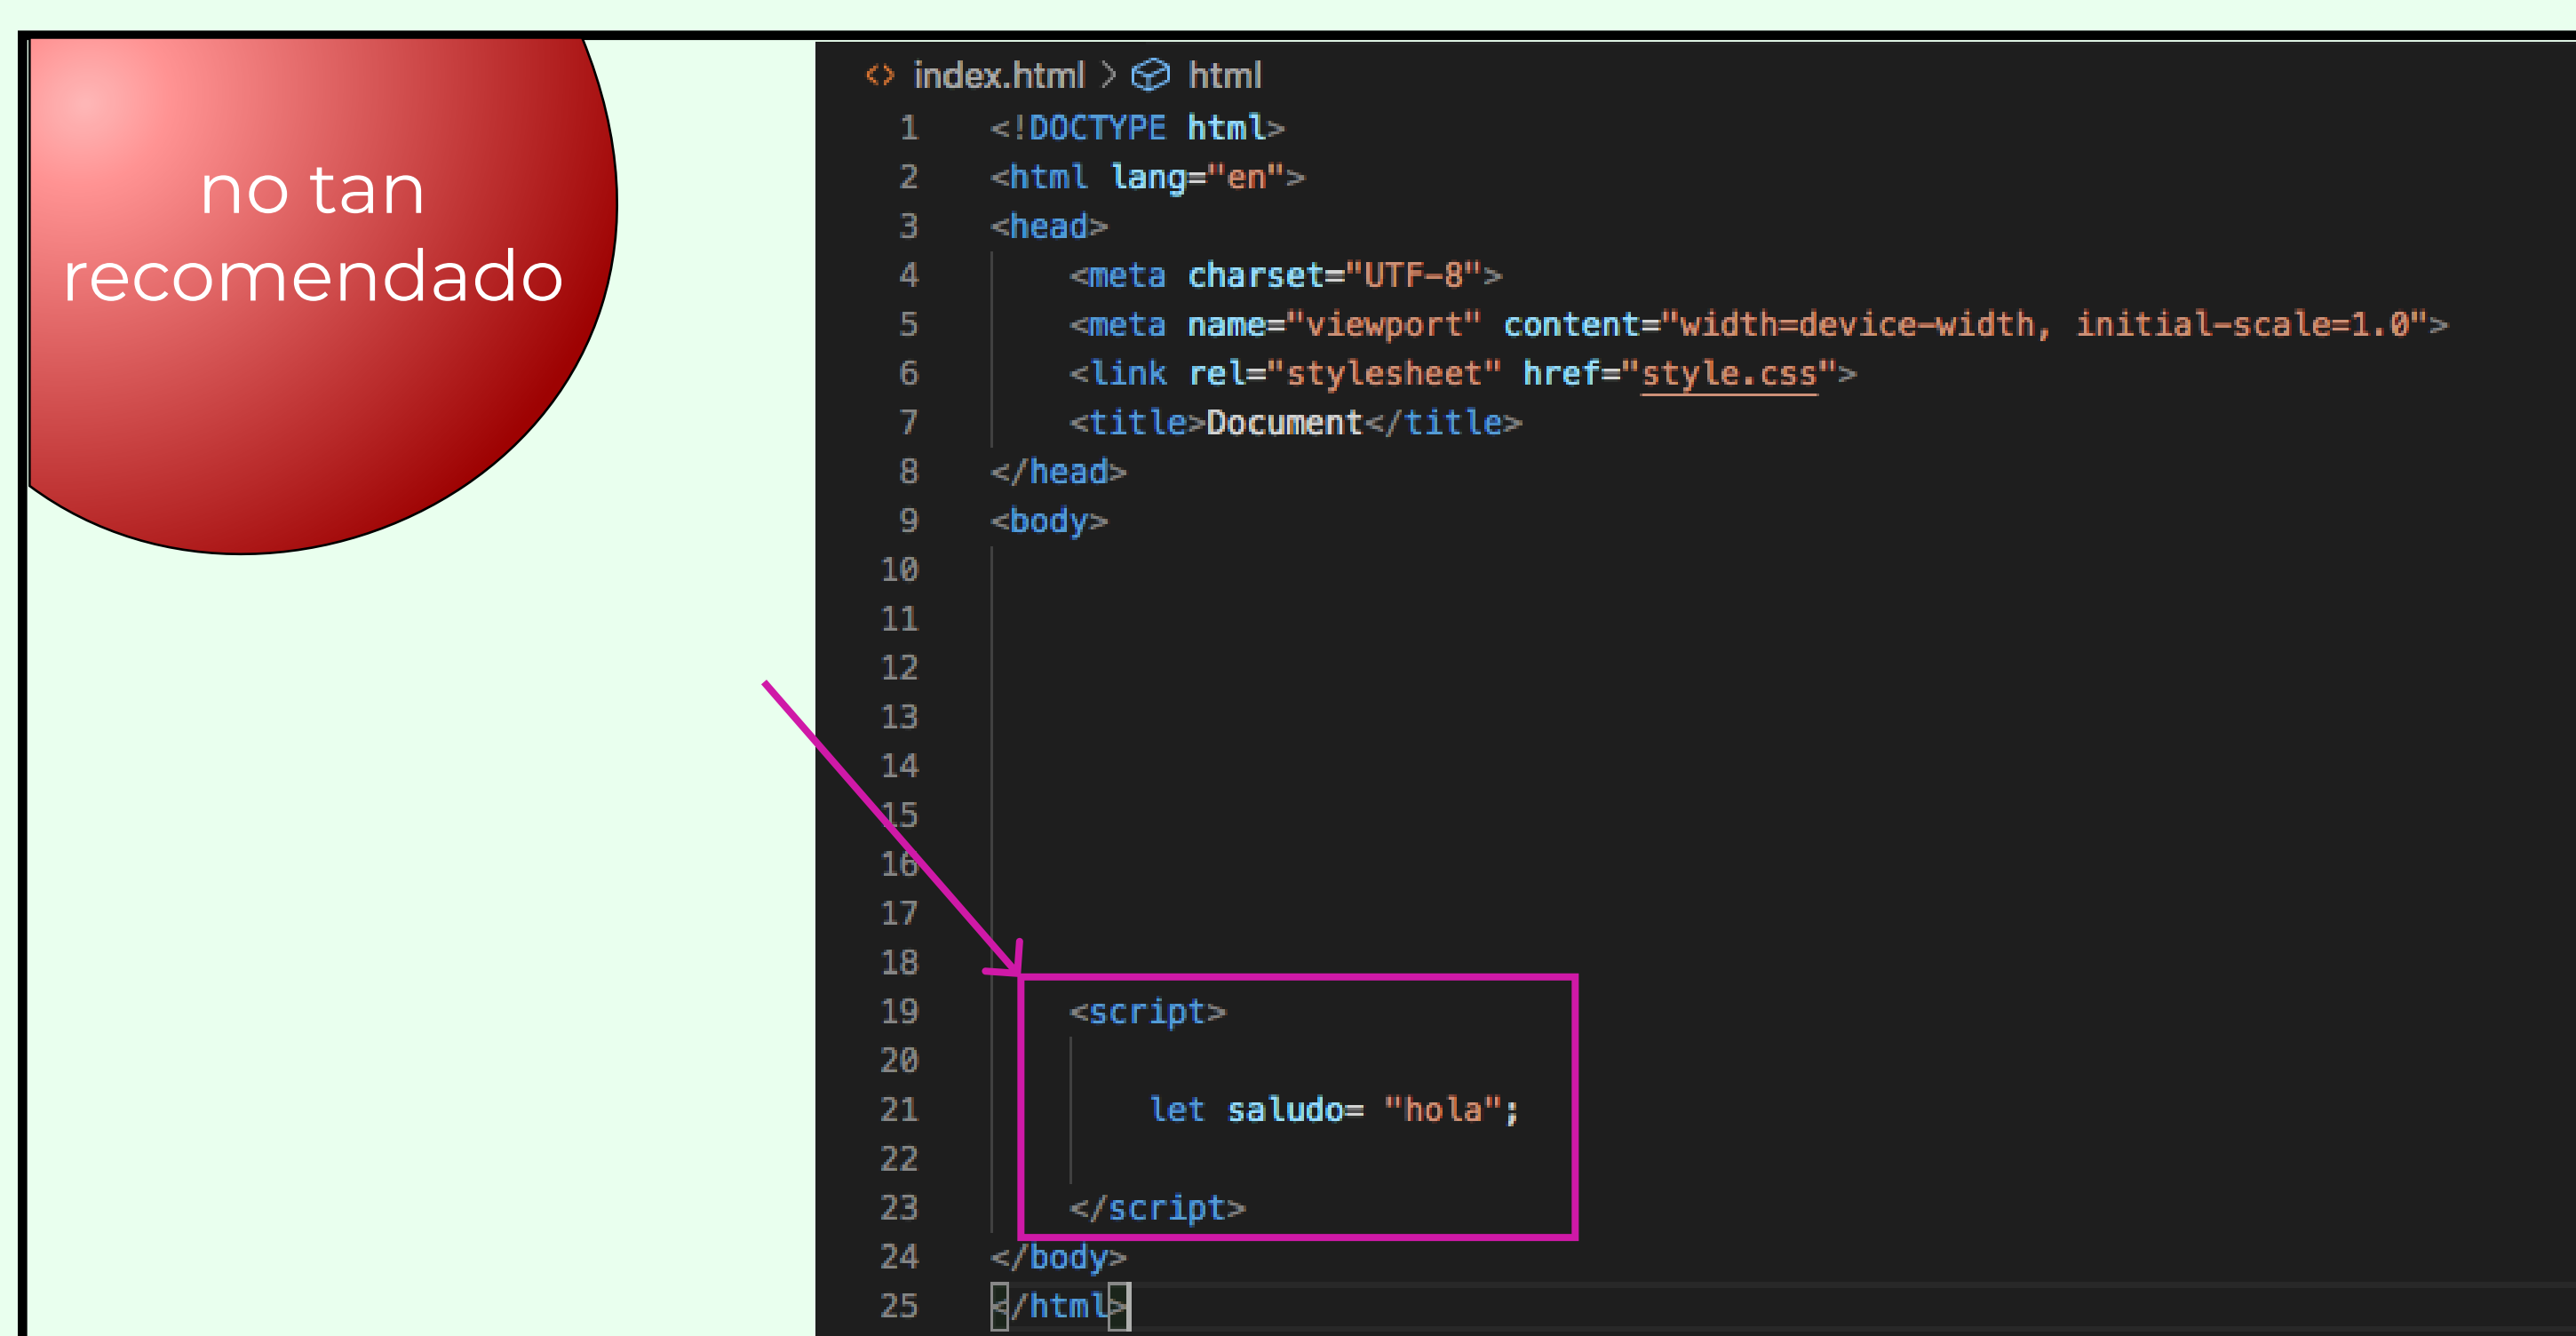 no tan
recomendado
index.html > html
1 <!DOCTYPE html>
2 <html lang="en">
3 <head>
4 <meta charset="UTF-8">
5 <meta name="viewport" content="width=device-width, initial-scale=1.0">
6 <link rel="stylesheet" href="style.css">
7 <title>Document</title>
8 </head>
9 <body>
10
11
12
13
14
15
16
17
18
19 <script>
20
21 let saludo= "hola";
22
23 </script>
24 </body>
25 </html>